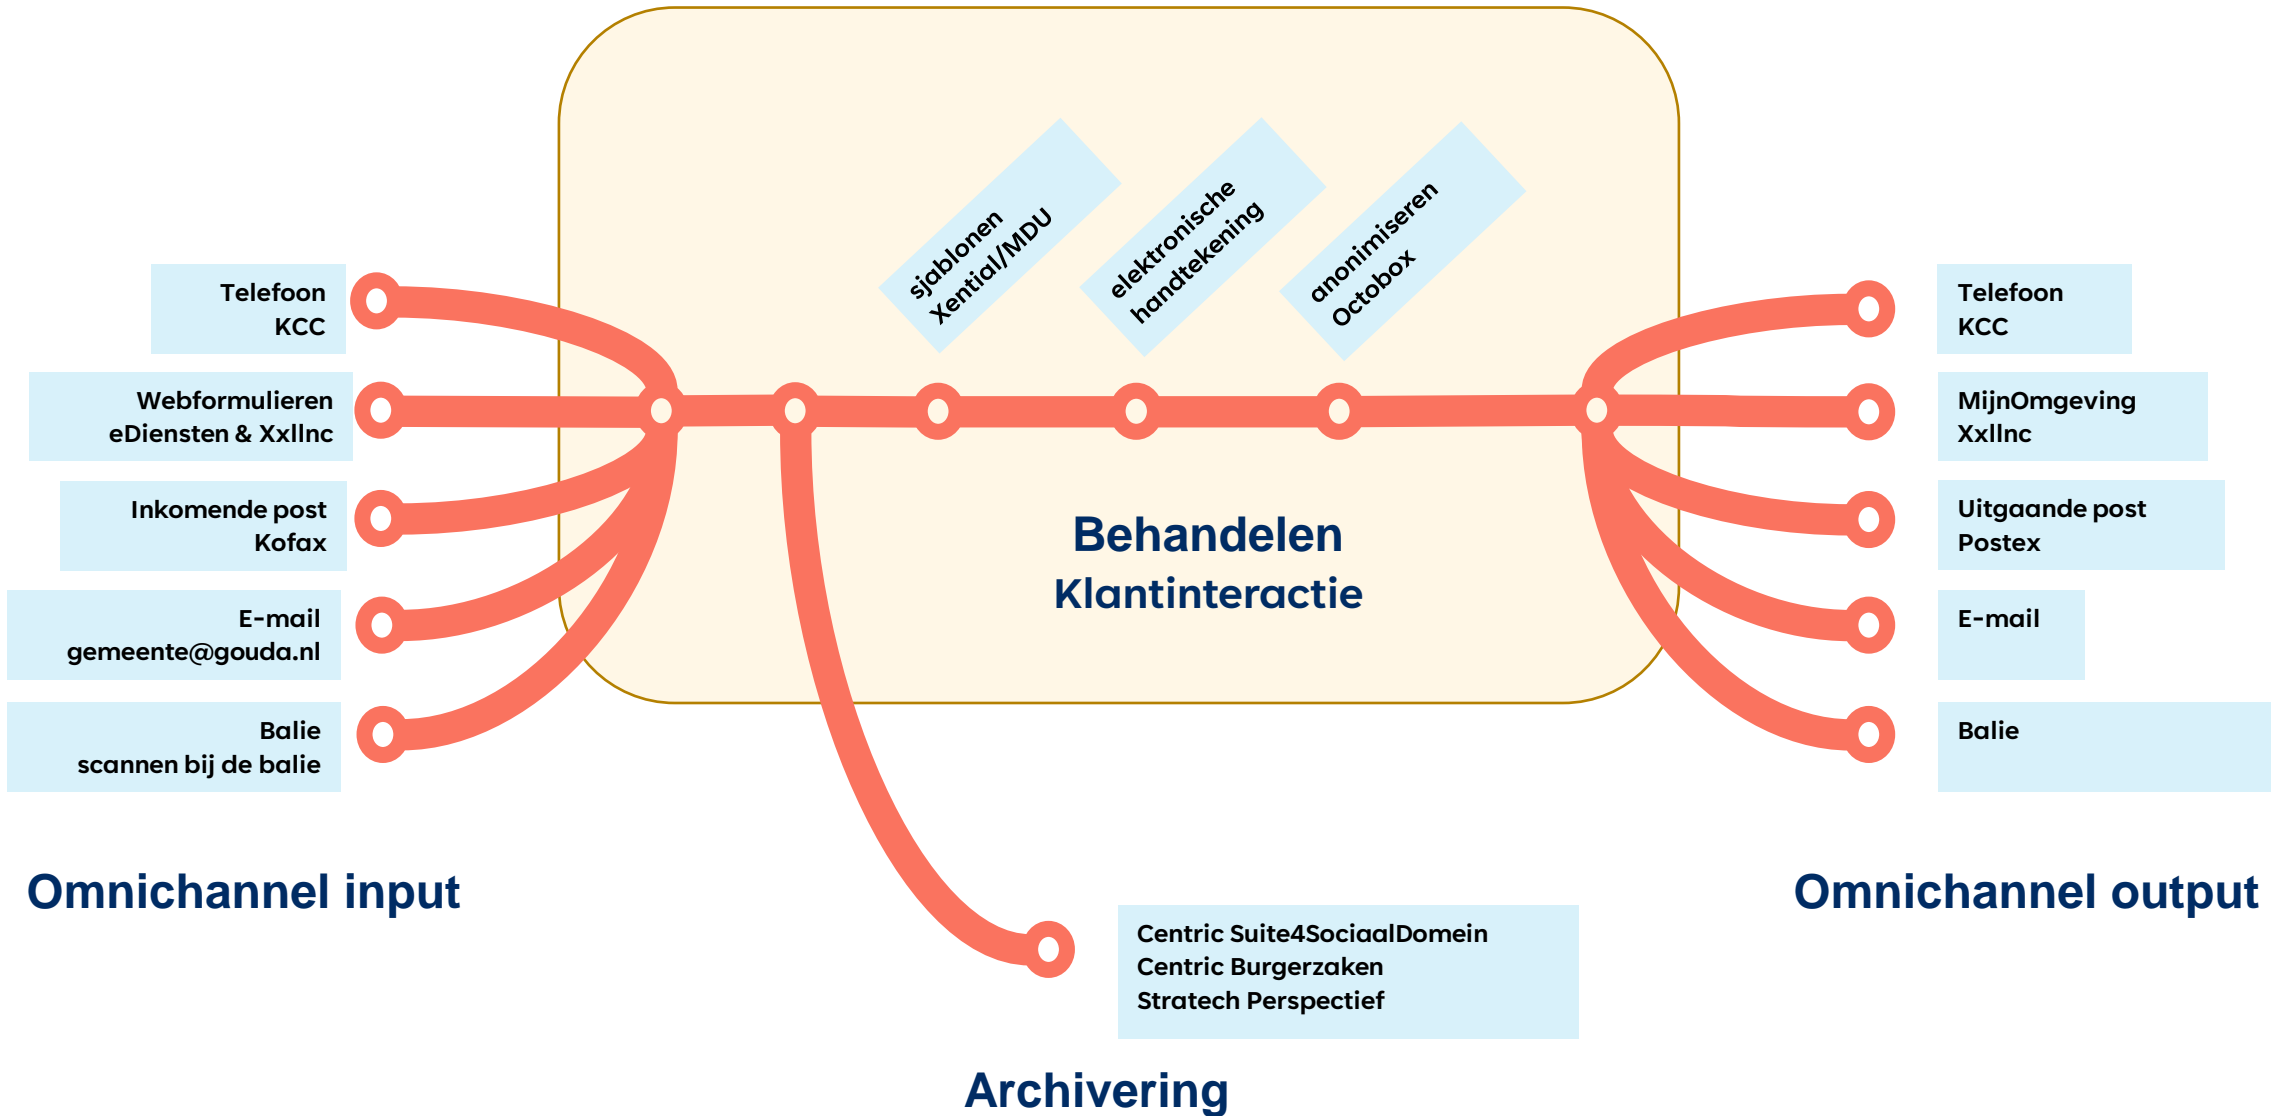 Telefoon
KCC
Webformulieren
eDiensten & Xxllnc
Inkomende post
Kofax
E-mail
gemeente@gouda.nl
Balie
scannen bij de balie
Omnichannel input
sjablonen
Xential/MDU
elektronische
handtekening
anonimiseren
Octobox
Behandelen
Klantinteractie
Telefoon
KCC
MijnOmgeving
Xxllnc
Uitgaande post
Postex
E-mail
Balie
Omnichannel output
Centric Suite4SociaalDomein
Centric Burgerzaken
Stratech Perspectief
Archivering